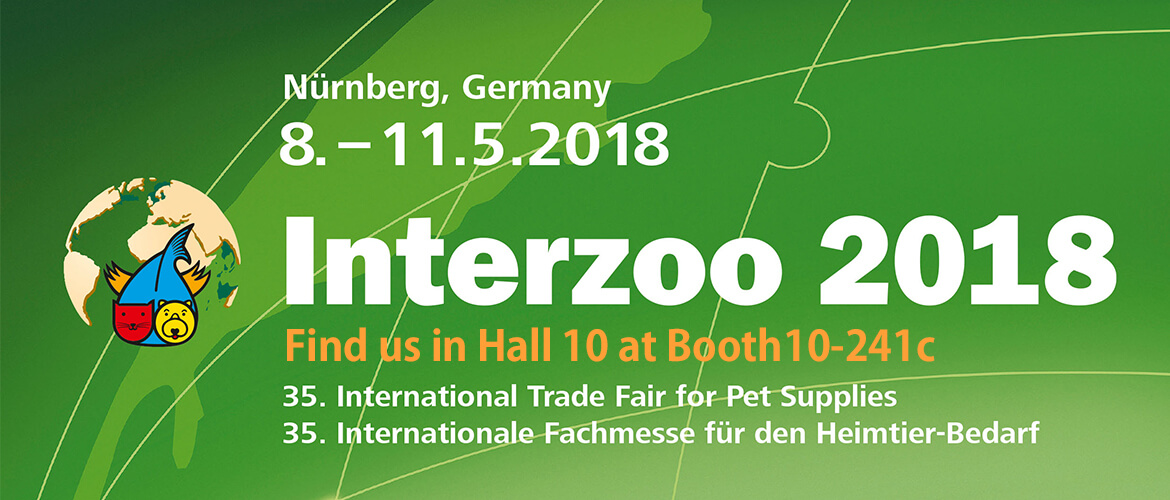 Nürnberg, Germany
8. – 11.5.2018
Interzoo 2018
Find us in Hall 10 at Booth10-241c
35. International Trade Fair for Pet Supplies
35. Internationale Fachmesse für den Heimtier-Bedarf